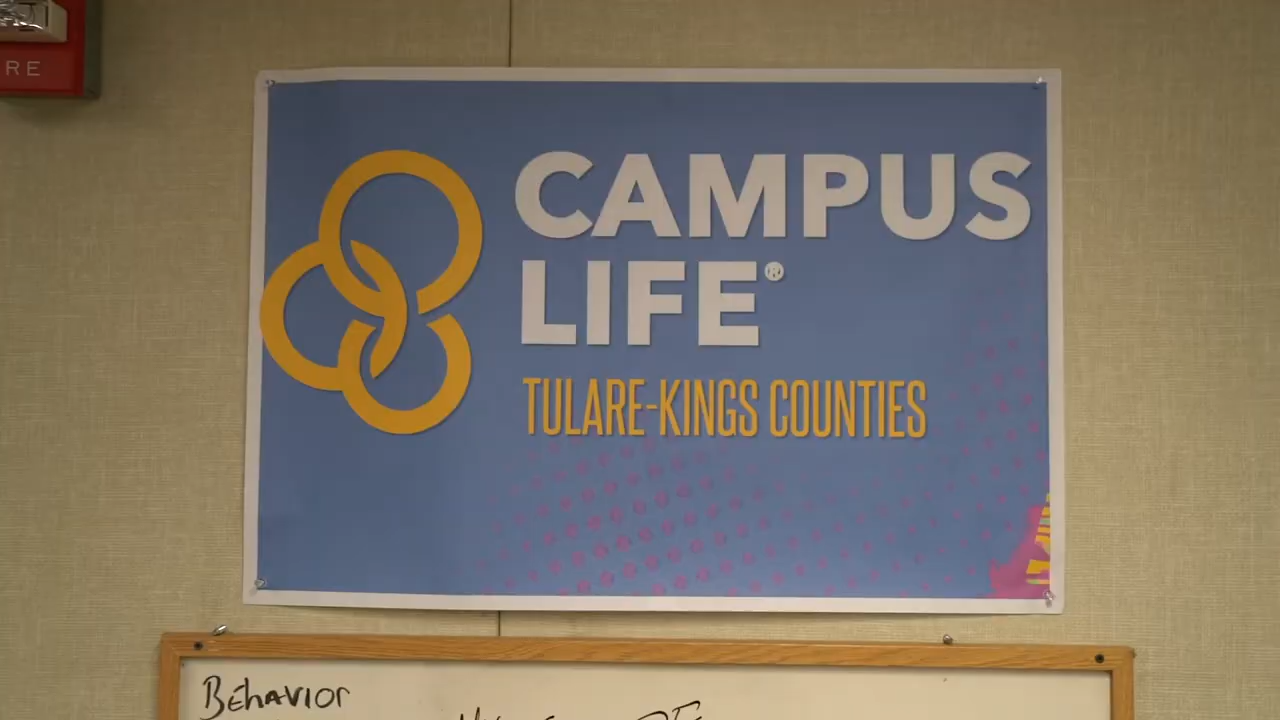 RE
CAMPUS
LIFE®
TULARE-KINGS COUNTIES
BEhAVIOR